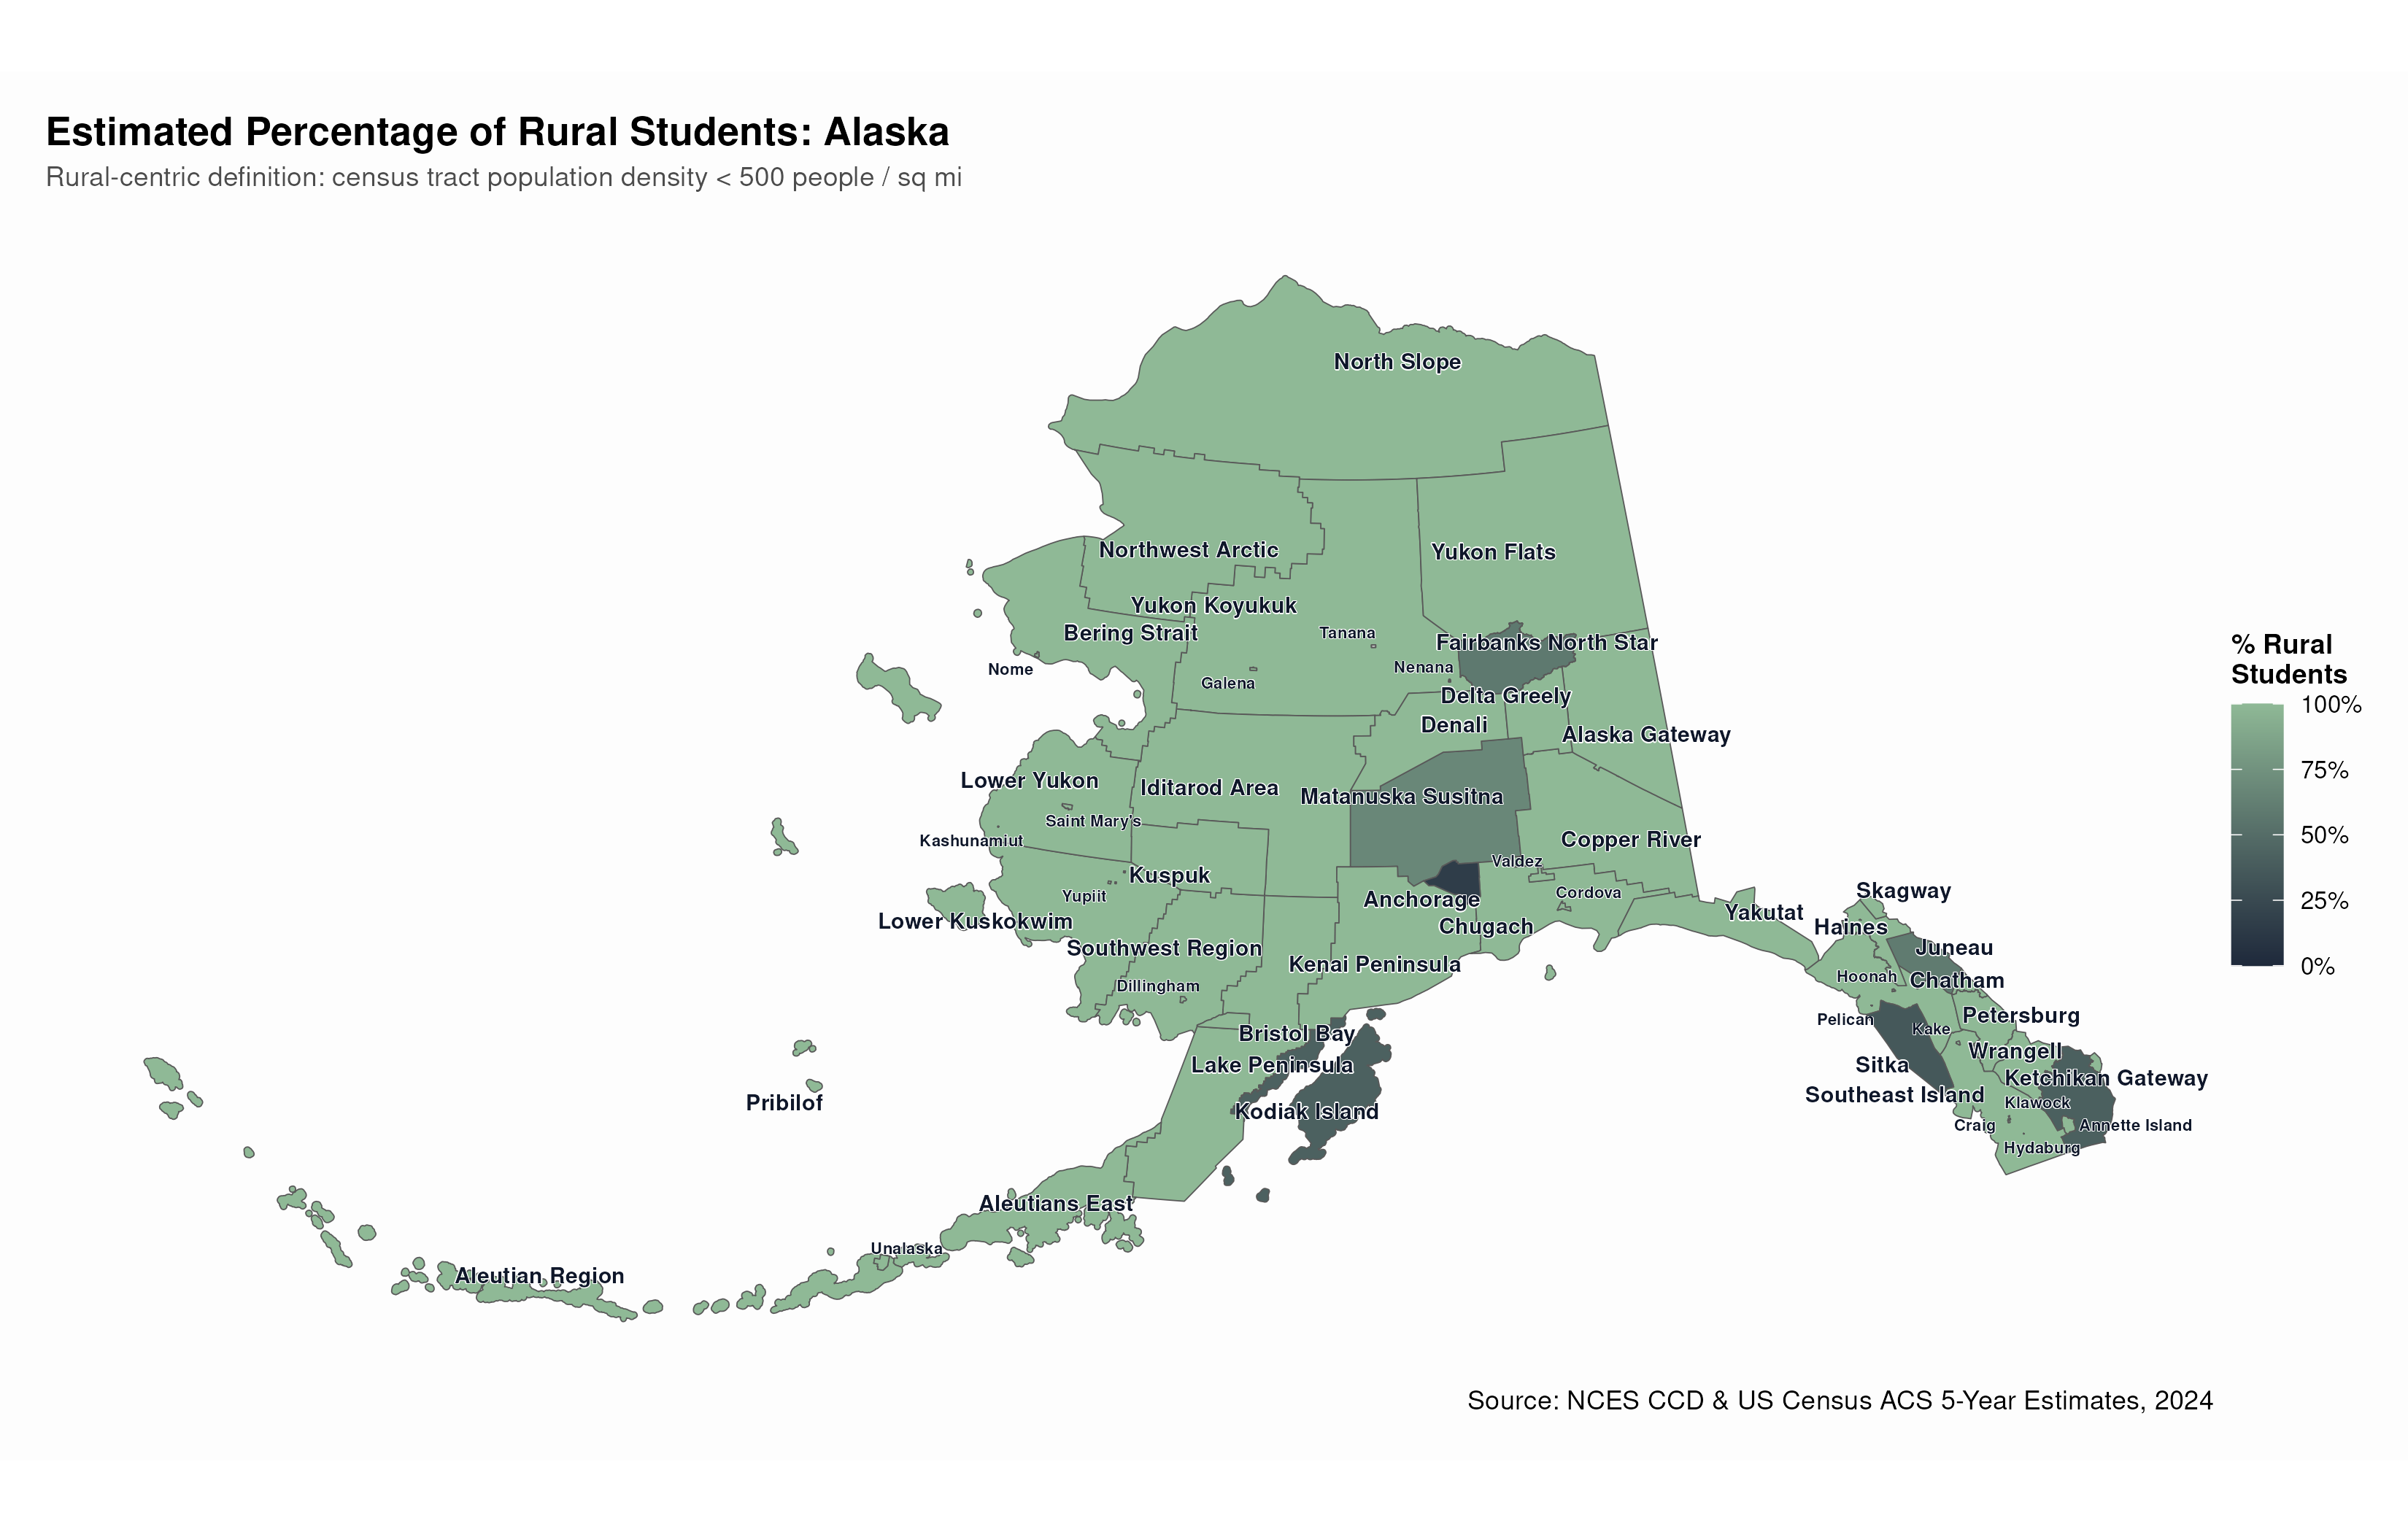 Estimated Percentage of Rural Students: Alaska
Rural-centric definition: census tract population density < 500 people / sq mi
North Slope
Northwest Arctic
Yukon Flats
Yukon Koyukuk
Bering Strait
Tanana
Fairbanks North Star
Nome
Nenana
Galena
Delta Greely
Denali
Alaska Gateway
Lower Yukon
Iditarod Area
Matanuska Susitna
Saint Mary's
Kashunamiut
Copper River
Valdez
Kuspuk
Yupiit
Anchorage
Cordova
Skagway
Lower Kuskokwim
Chugach
Yakutat
Haines
Southwest Region
Juneau
Kenai Peninsula
Hoonah
Chatham
Dillingham
Pelican
Petersburg
Kake
Bristol Bay
Wrangell
Lake Peninsula
Sitka
Ketchikan Gateway
Southeast Island
Pribilof
Klawock
Kodiak Island
Craig
Annette Island
Hydaburg
Aleutians East
Unalaska
Aleutian Region
% Rural
Students
100%
75%
50%
25%
0%
Source: NCES CCD & US Census ACS 5-Year Estimates, 2024